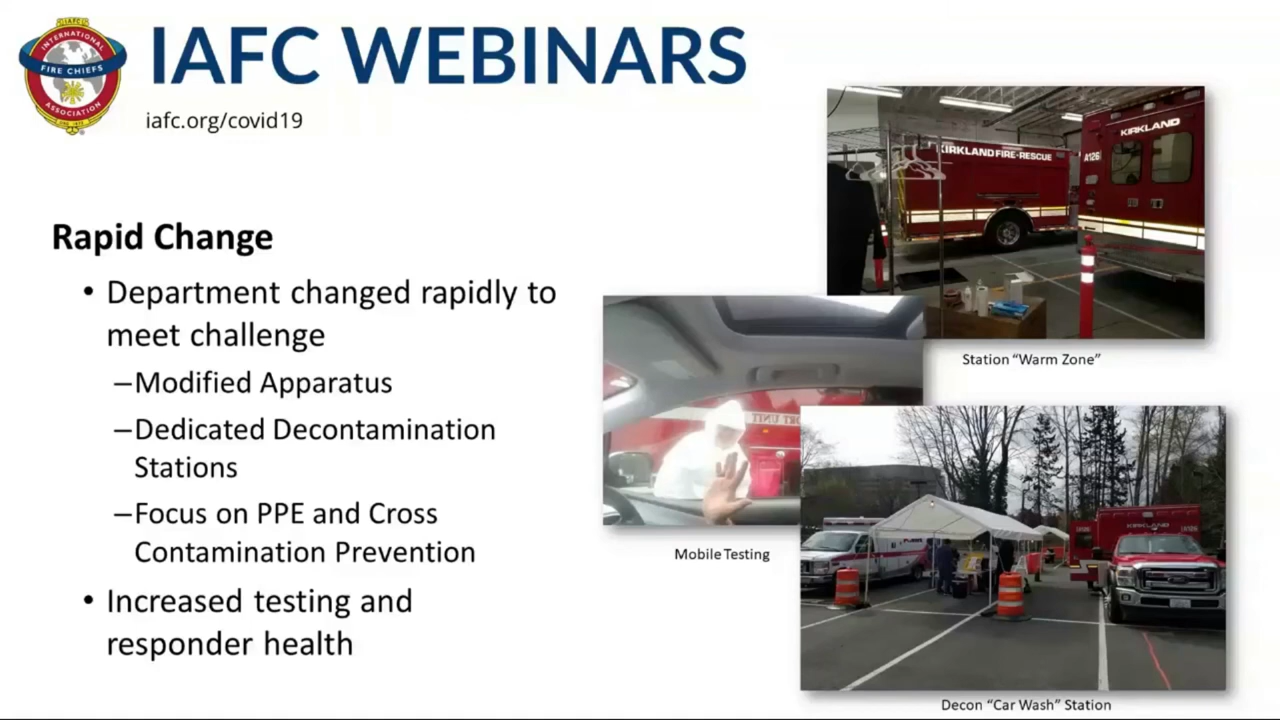 INTERNATIONAL
FIRE CHIEFS
ASSOCIATION
IAFC WEBINARS
iafc.org/covid19
Rapid Change
• Department changed rapidly to
meet challenge
–Modified Apparatus
–Dedicated Decontamination
Stations
–Focus on PPE and Cross
Contamination Prevention
• Increased testing and
responder health
KIRKLAND FIRE-RESCUE
KIRKLAND
A126
Station “Warm Zone”
Mobile Testing
KIRKLAND
Decon “Car Wash” Station